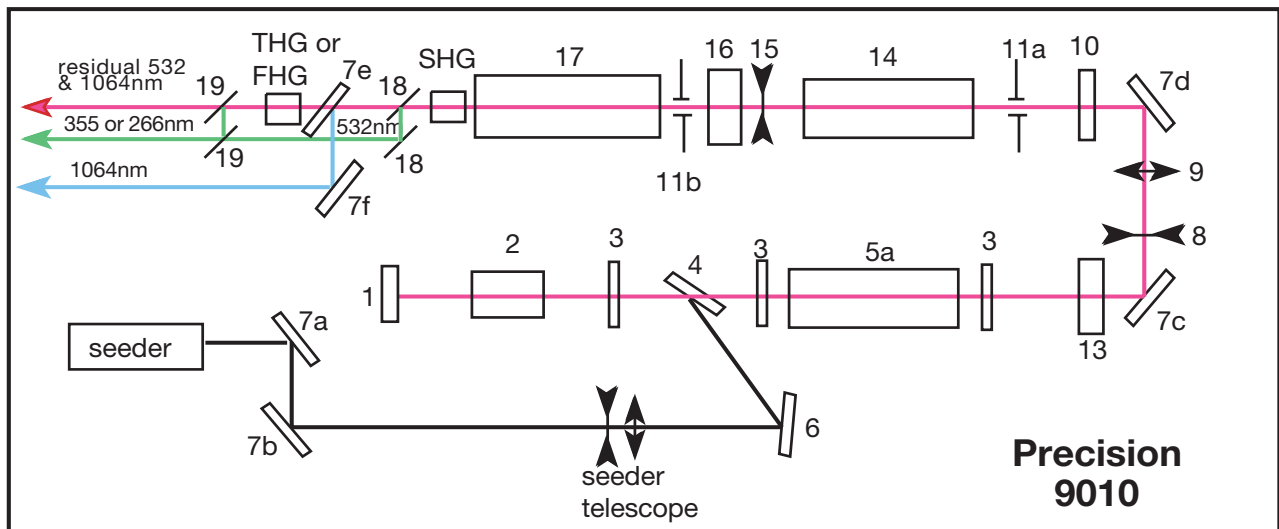 THG or
FHG
7e
18
SHG
17
16
15
14
11a
10
7d
residual 532
& 1064nm
19
355 or 266nm
532nm
19
18
11b
1064nm
7f
9
8
1
2
3
4
3
5a
3
13
7c
7a
seeder
7b
6
seeder
telescope
Precision
9010